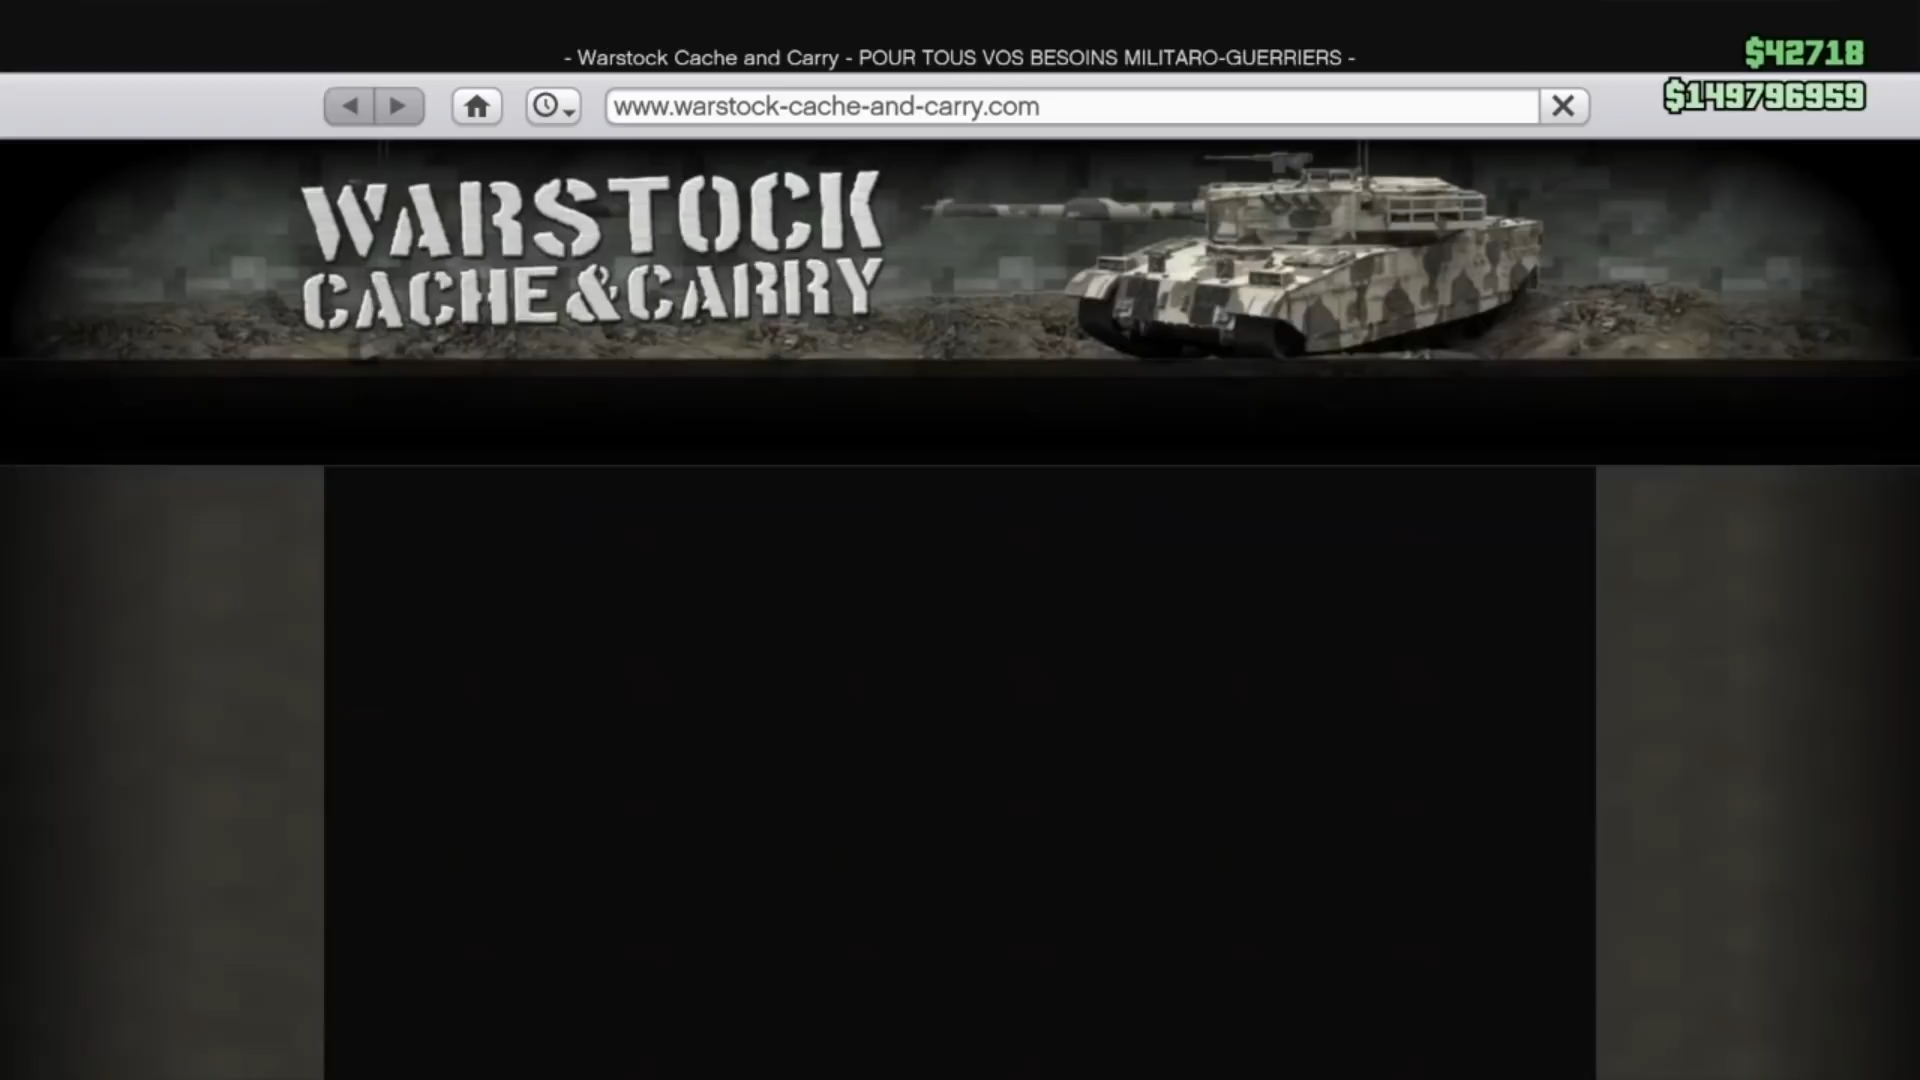 - Warstock Cache and Carry - POUR TOUS VOS BESOINS MILITARO-GUERRIERS -
$42718
www.warstock-cache-and-carry.com
$149796959
WARSTOCK
CACHE&CARRY